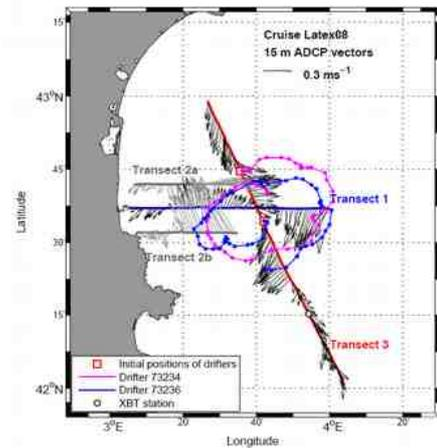 Cruise Latex08
15 m ADCP vectors
0.3 ms⁻¹
15'
43°N
45'
30'
15'
42°N
Latitude
Transect 2a
Transect 1
Transect 2b
Transect 3
Initial positions of drifters
Drifter 73234
Drifter 73236
XBT station
3°E
20'
40'
4°E
20'
Longitude